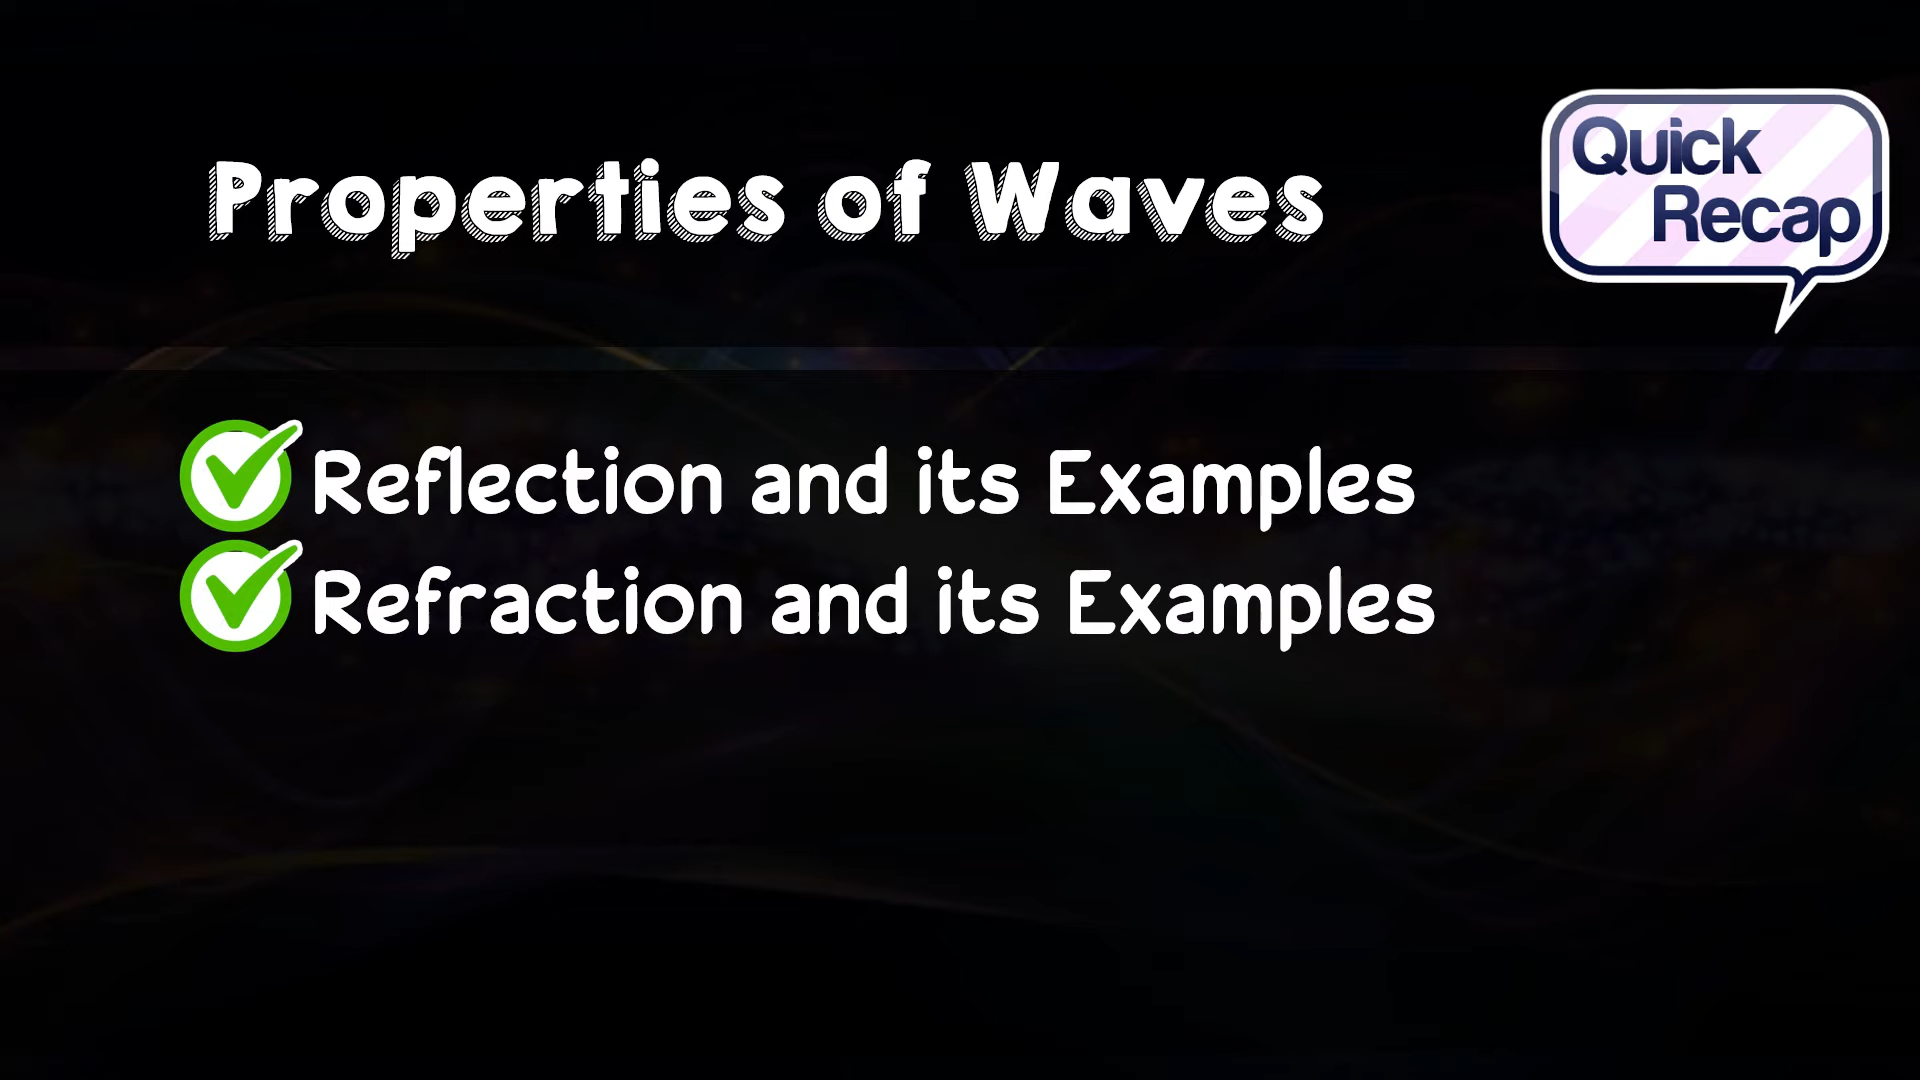 Properties of Waves
Quick
Recap
Reflection and its Examples
Refraction and its Examples